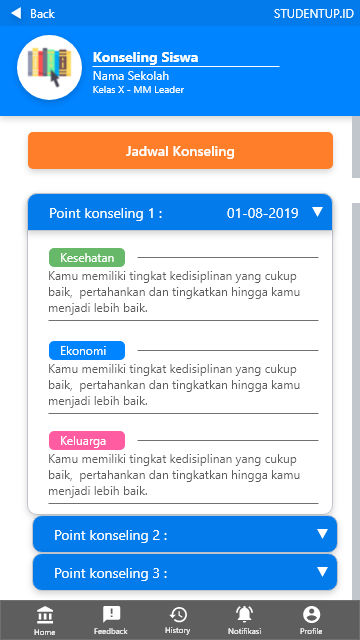 Back STUDENTUP.ID
Konseling Siswa
Nama Sekolah
Kelas X - MM Leader
Jadwal Konseling
Point konseling 1 : 01-08-2019
Kesehatan
Kamu memiliki tingkat kedisiplinan yang cukup
baik, pertahankan dan tingkatkan hingga kamu
menjadi lebih baik.
Ekonomi
Kamu memiliki tingkat kedisiplinan yang cukup
baik, pertahankan dan tingkatkan hingga kamu
menjadi lebih baik.
Keluarga
Kamu memiliki tingkat kedisiplinan yang cukup
baik, pertahankan dan tingkatkan hingga kamu
menjadi lebih baik.
Point konseling 2 :
Point konseling 3 :
Home Feedback History Notifikasi Profile